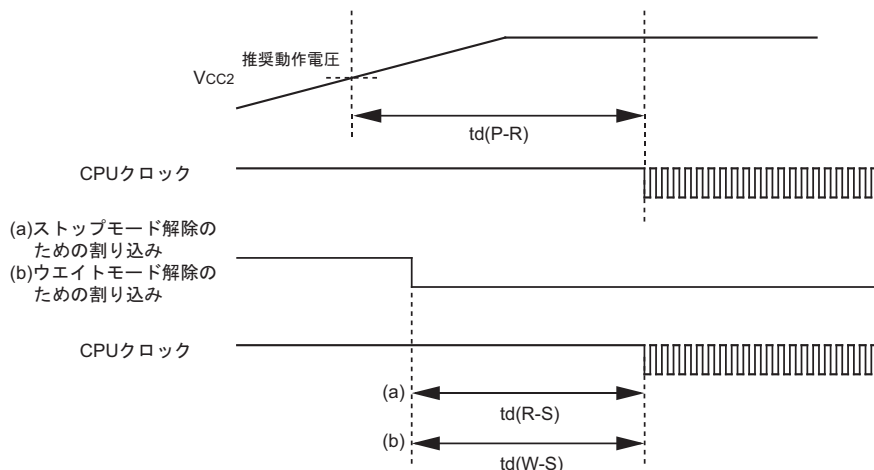 推奨動作電圧
VCC2
td(P-R)
CPUクロック
(a)ストップモード解除の
ための割り込み
(b)ウエイトモード解除の
ための割り込み
CPUクロック
(a)
td(R-S)
(b)
td(W-S)